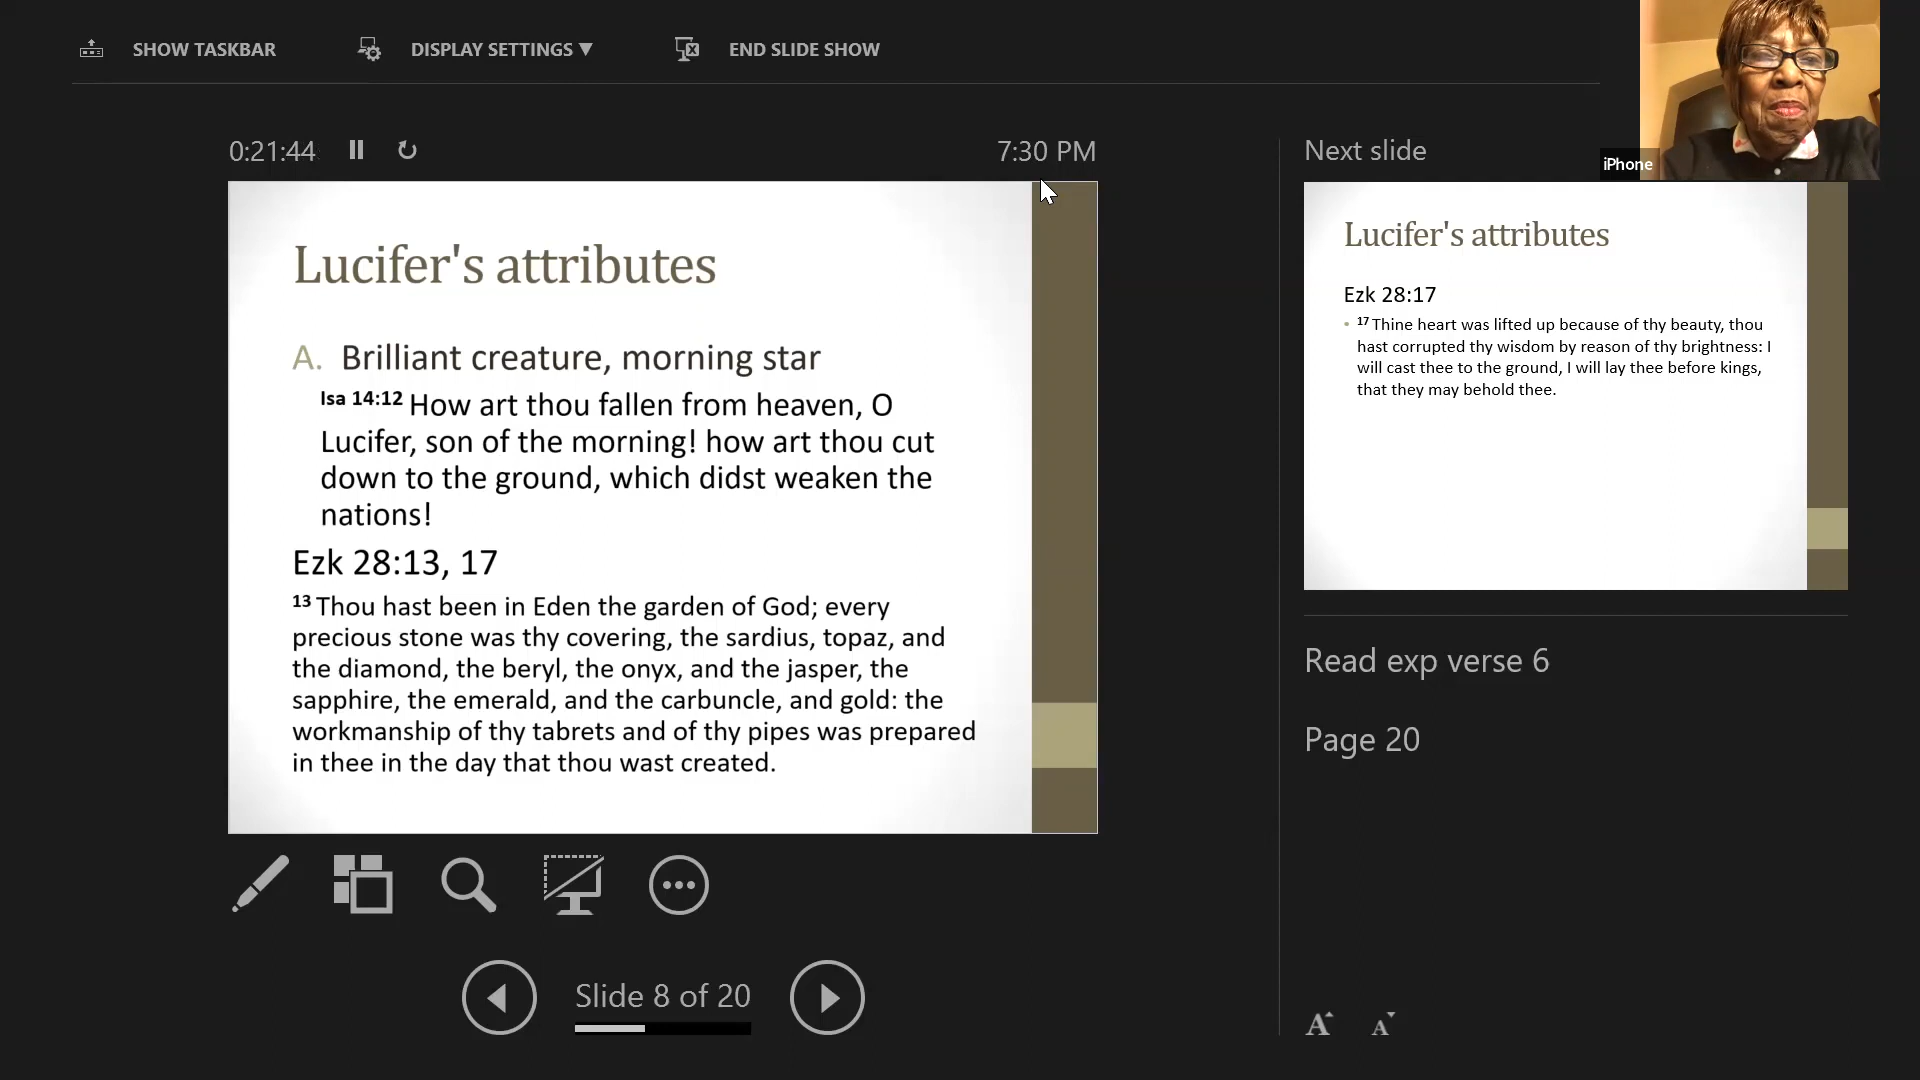 SHOW TASKBAR
DISPLAY SETTINGS ▼
END SLIDE SHOW
0:21:44
7:30 PM
Lucifer's attributes
A. Brilliant creature, morning star
Isa 14:12 How art thou fallen from heaven, O
Lucifer, son of the morning! how art thou cut
down to the ground, which didst weaken the
nations!
Ezk 28:13, 17
13 Thou hast been in Eden the garden of God; every
precious stone was thy covering, the sardius, topaz, and
the diamond, the beryl, the onyx, and the jasper, the
sapphire, the emerald, and the carbuncle, and gold: the
workmanship of thy tabrets and of thy pipes was prepared
in thee in the day that thou wast created.
Slide 8 of 20
Next slide
iPhone
Lucifer's attributes
Ezk 28:17
• 17 Thine heart was lifted up because of thy beauty, thou
hast corrupted thy wisdom by reason of thy brightness: I
will cast thee to the ground, I will lay thee before kings,
that they may behold thee.
Read exp verse 6
Page 20
A A